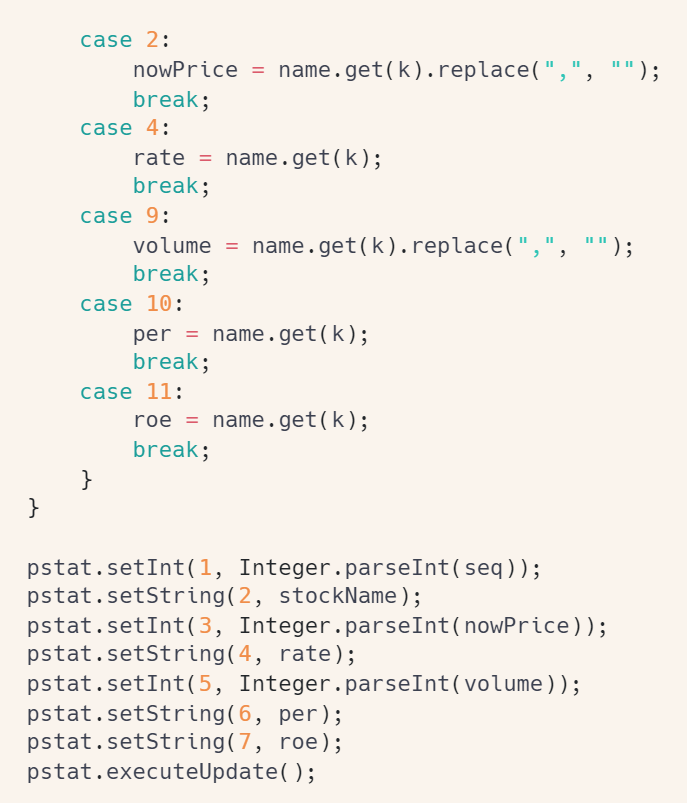 case 2:
nowPrice = name.get(k).replace(",", "");
break;
case 4:
rate = name.get(k);
break;
case 9:
volume = name.get(k).replace(",", "");
break;
case 10:
per = name.get(k);
break;
case 11:
roe = name.get(k);
break;
}
}
pstat.setInt(1, Integer.parseInt(seq));
pstat.setString(2, stockName);
pstat.setInt(3, Integer.parseInt(nowPrice));
pstat.setString(4, rate);
pstat.setInt(5, Integer.parseInt(volume));
pstat.setString(6, per);
pstat.setString(7, roe);
pstat.executeUpdate();